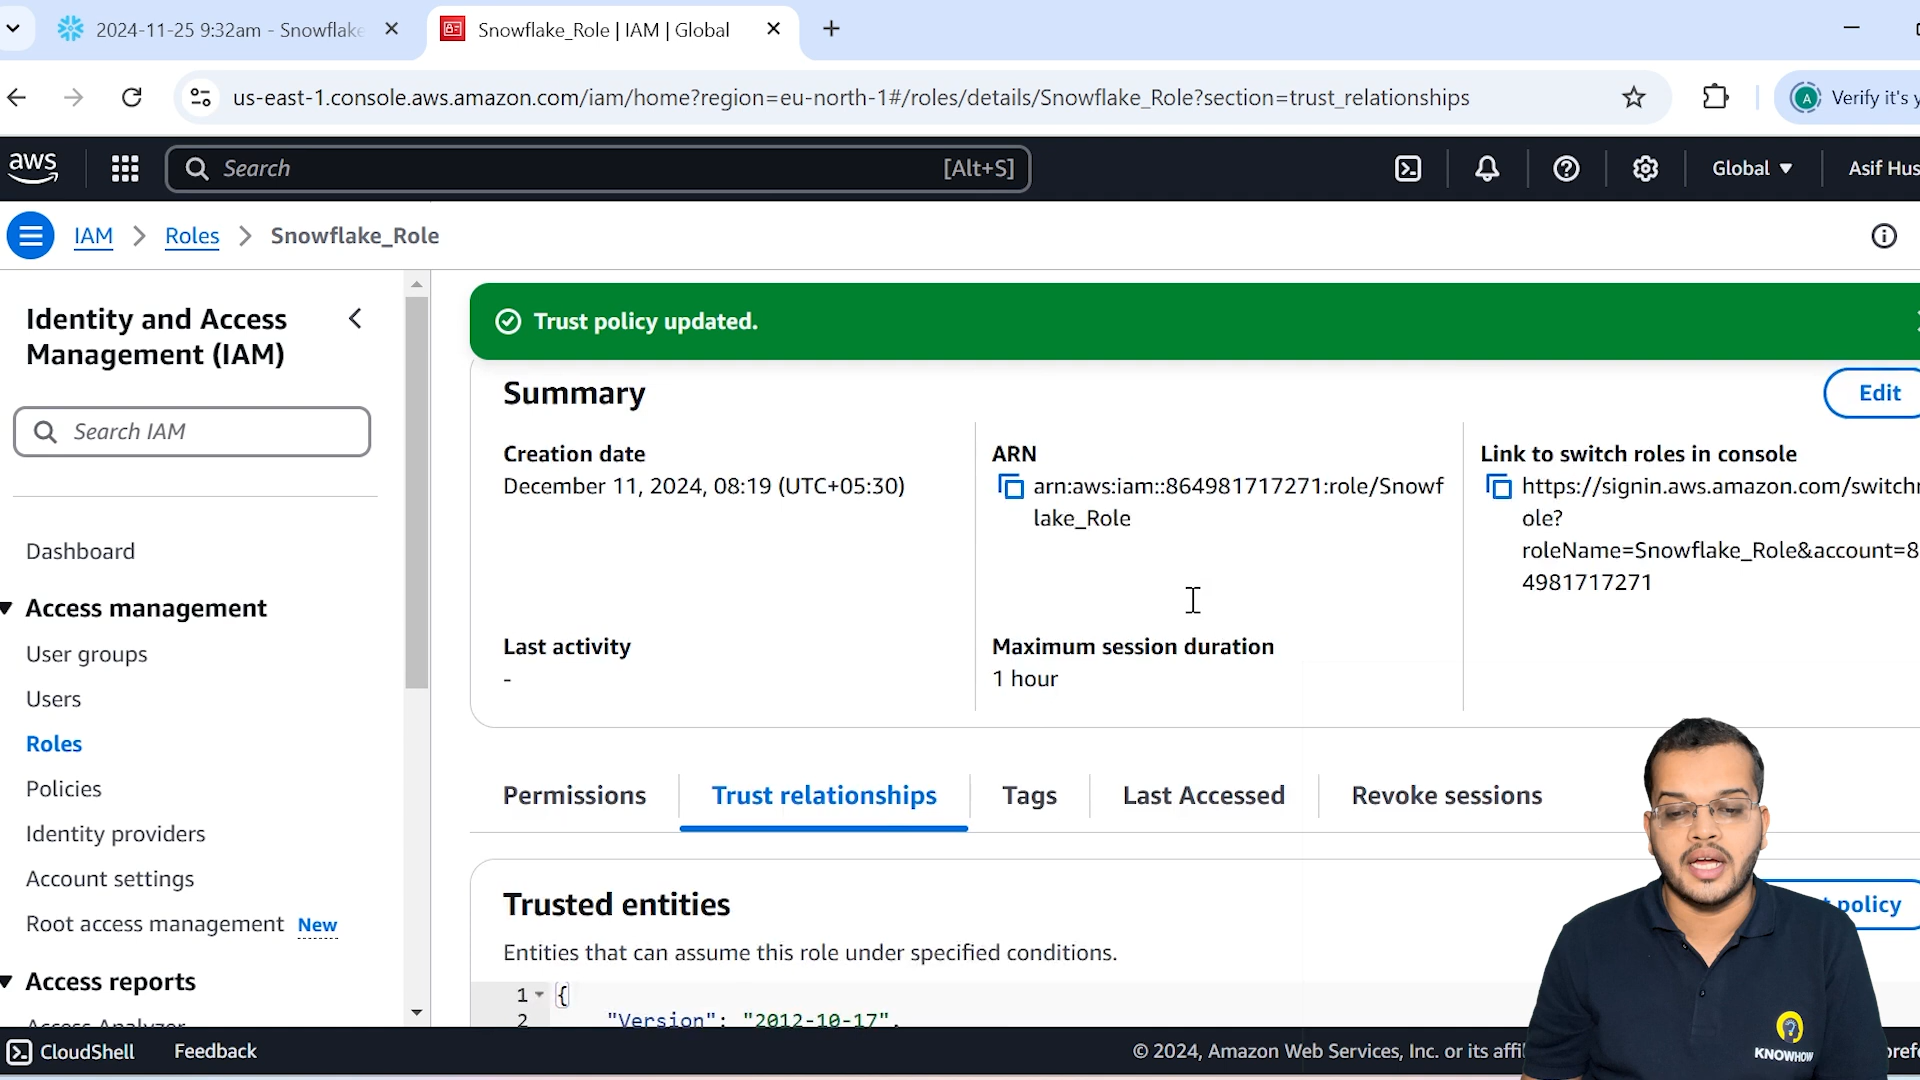 2024-11-25 9:32am - Snowflake
Snowflake_Role | IAM | Global
us-east-1.console.aws.amazon.com/iam/home?region=eu-north-1#/roles/details/Snowflake_Role?section=trust_relationships
A
Verify it's y
aws
Search
[Alt+S]
Global
Asif Hus
IAM
Roles
Snowflake_Role
Identity and Access
Management (IAM)
Search IAM
Dashboard
Access management
User groups
Users
Roles
Policies
Identity providers
Account settings
Root access management New
Access reports
Access Analyzer
Trust policy updated.
Summary
Edit
Creation date
December 11, 2024, 08:19 (UTC+05:30)
ARN
arn:aws:iam::864981717271:role/Snowf
lake_Role
Link to switch roles in console
https://signin.aws.amazon.com/switchr
ole?
roleName=Snowflake_Role&account=8
4981717271
Last activity
-
Maximum session duration
1 hour
Permissions
Trust relationships
Tags
Last Accessed
Revoke sessions
Trusted entities
t policy
Entities that can assume this role under specified conditions.
1 {
2 "Version": "2012-10-17",
CloudShell
Feedback
© 2024, Amazon Web Services, Inc. or its affil
prefe
KNOWHOW